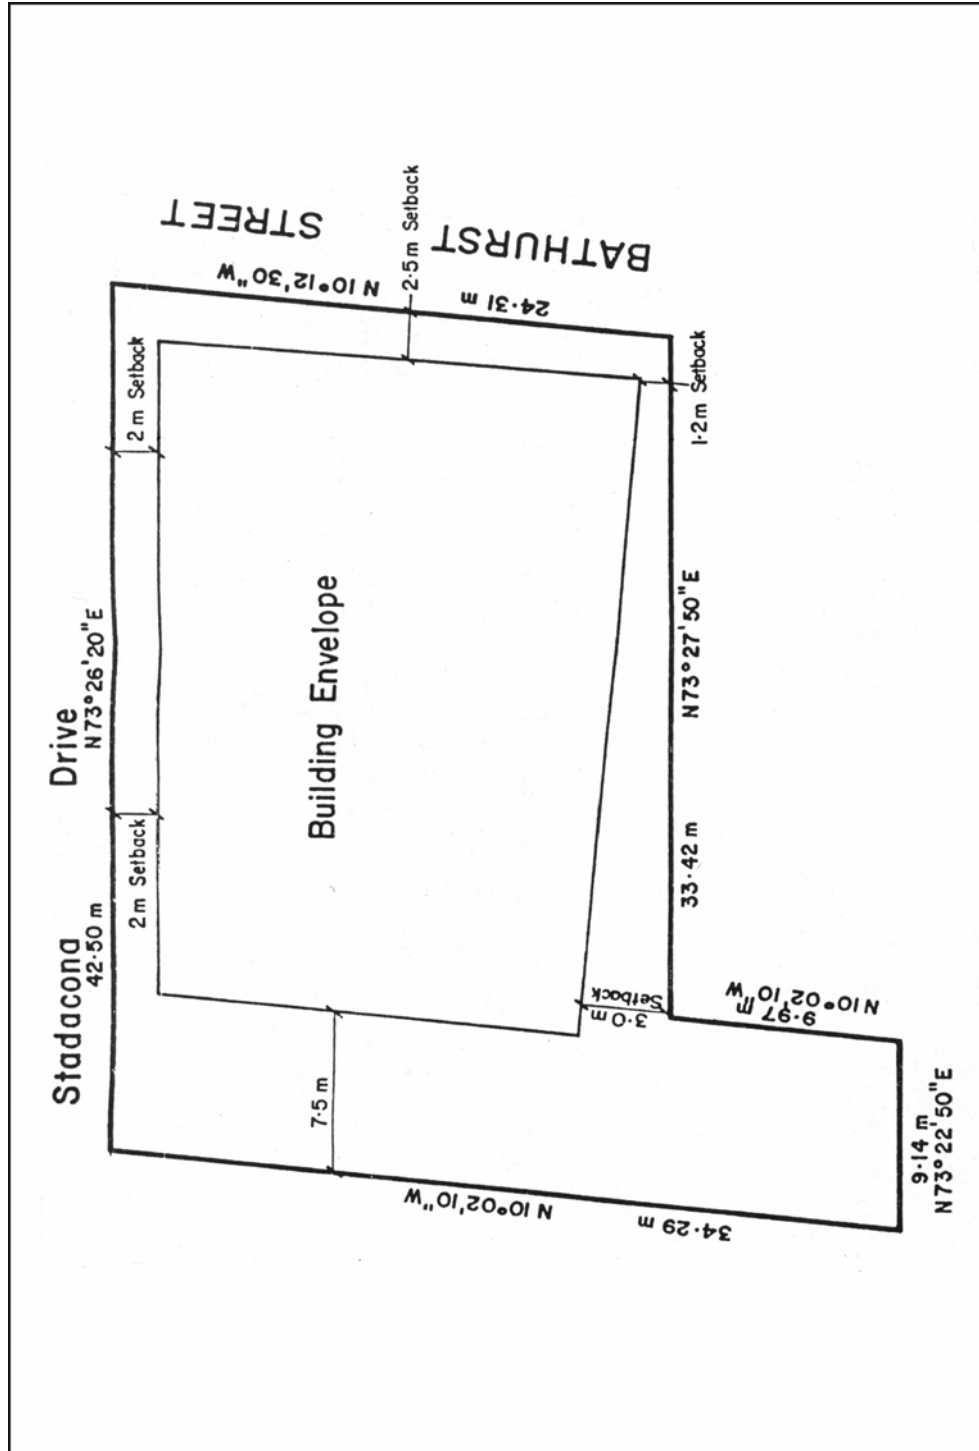 Stadacona Drive
42·50 m N73°26'20"E
2 m Setback
2 m Setback
STREET
N 10°12'30"W
2·5 m Setback
BATHURST
24·31 m
Building Envelope
7·5 m
3·0 m
Setback
1·2m Setback
33·42 m N73°27'50"E
N 10°02'10"W
34·29 m
9·97 m
N 10°02'10"W
9·14 m
N73°22'50"E